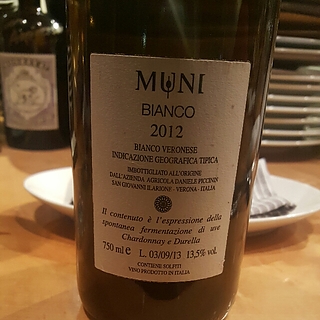 MUNI
BIANCO
2012
BIANCO VERONESE
INDICAZIONE GEOGRAFICA TIPICA
IMBOTTIGLIATO ALL'ORIGINE
DALL'AZIENDA AGRICOLA DANIELE PICCININ
SAN GIOVANNI ILARIONE - VERONA - ITALIA
Il contenuto è l'espressione della
spontanea fermentazione di uve
Chardonnay e Durella
750 ml e L. 03/09/13 13,5% vol.
CONTIENE SOLFITI
VINO PRODOTTO IN ITALIA